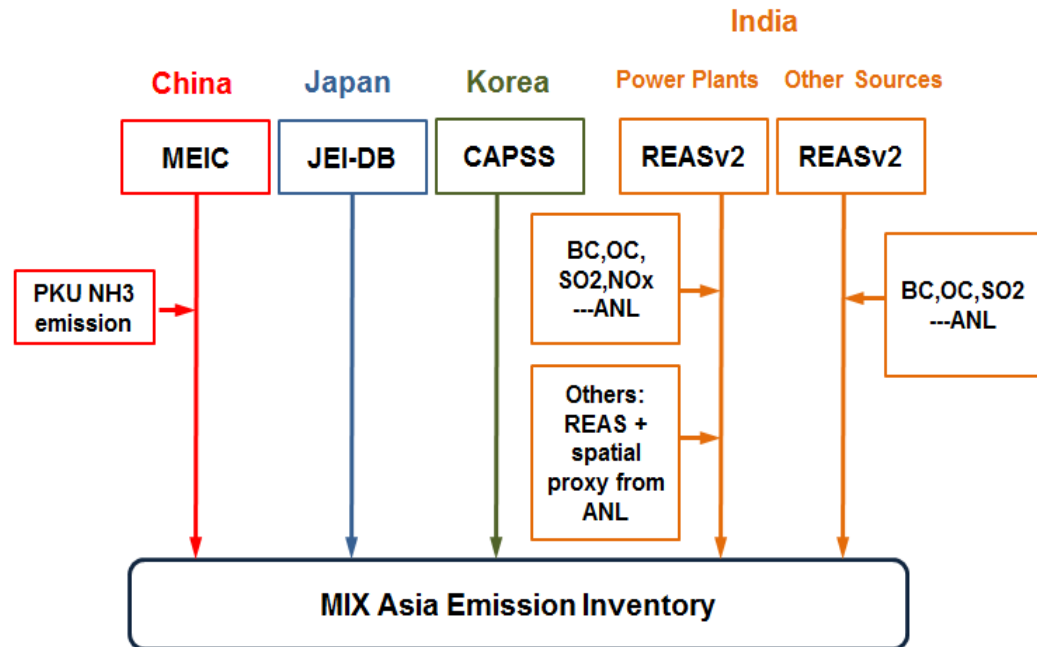 India
China
Japan
Korea
Power Plants
Other Sources
MEIC
JEI-DB
CAPSS
REASv2
REASv2
PKU NH3
emission
BC,OC,
SO2,NOx
---ANL
BC,OC,SO2
---ANL
Others:
REAS +
spatial
proxy from
ANL
MIX Asia Emission Inventory